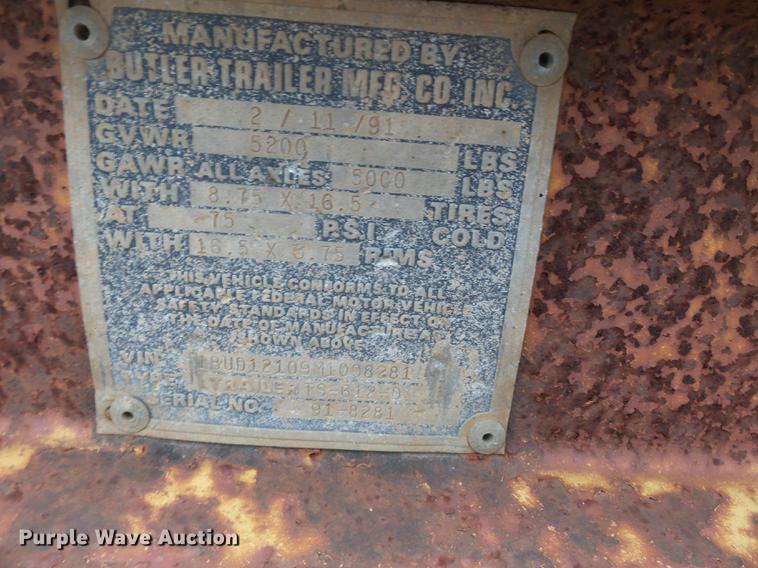 MANUFACTURED BY
BUTLER TRAILER MFG CO. INC.
DATE 2 / 11 /91
GVWR 5200 LBS
GAWR ALL AXLES 5000 LBS
WITH 8.75 X 16.5 TIRES
AT 75 P.S.I. COLD
WITH 16.5 X 6.75 RIMS
THIS VEHICLE CONFORMS TO ALL
APPLICABLE FEDERAL MOTOR VEHICLE
SAFETY STANDARDS IN EFFECT ON
THE DATE OF MANUFACTURE
SHOWN ABOVE
VIN 1BUD12109M1008281
TYPE TRAILER
SERIAL NO. 91-8281
Purple Wave Auction